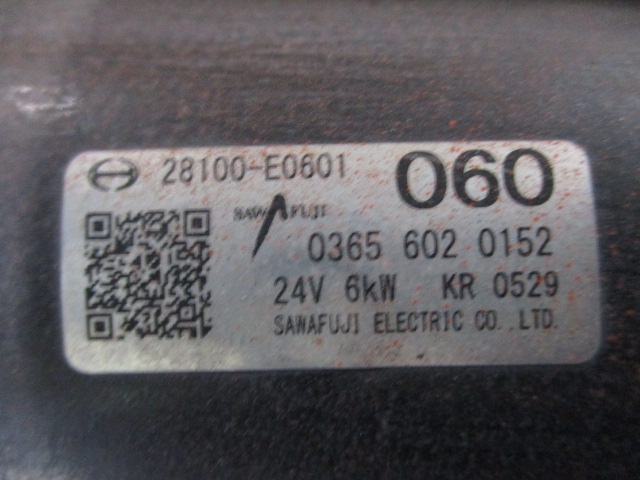 28100-E0601 060
SAWAFUJI
0365 602 0152
24V 6kW KR 0529
SAWAFUJI ELECTRIC CO.,LTD.